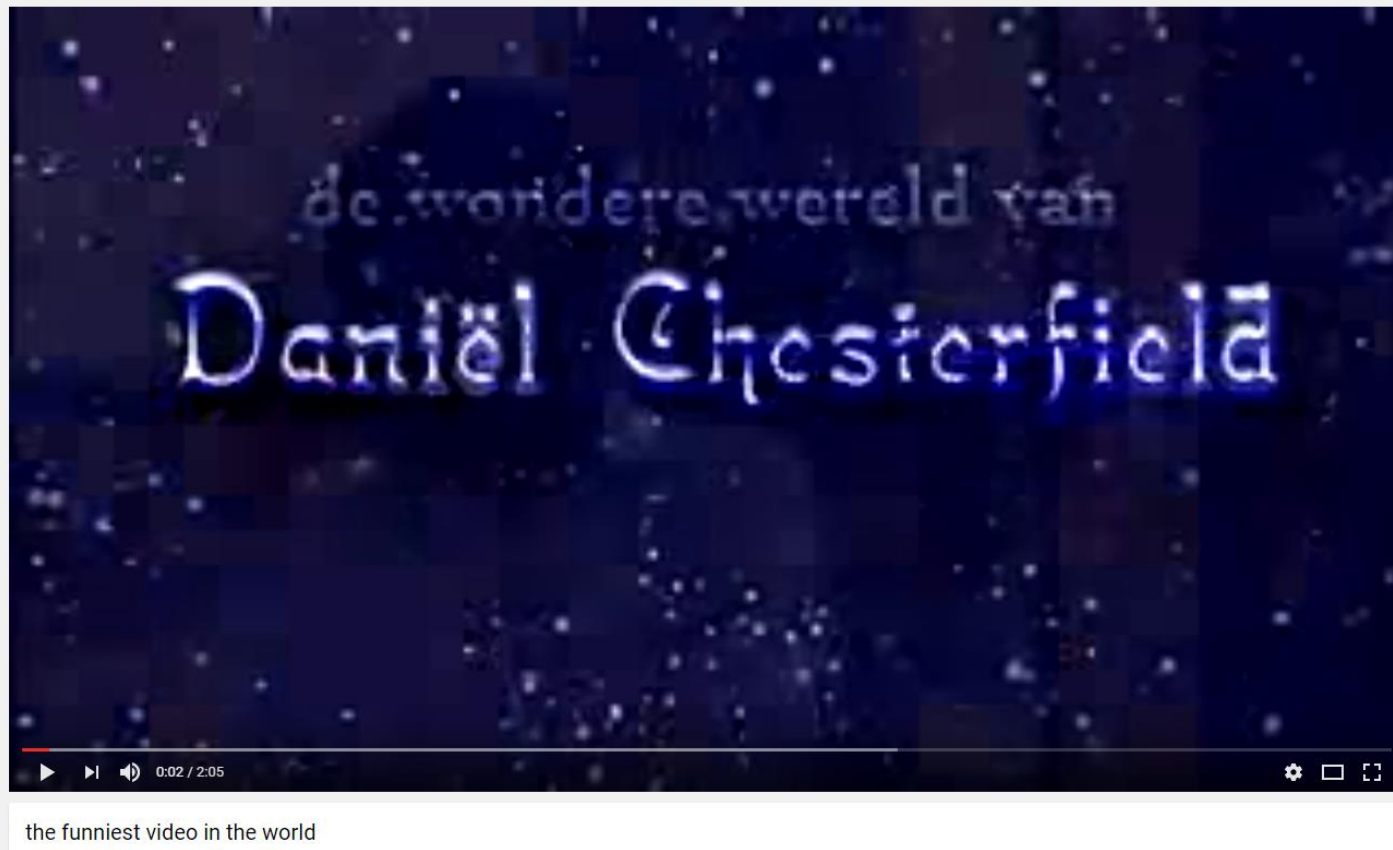 de wondere wereld van
Daniël Chesterfield
0:02 / 2:05
the funniest video in the world